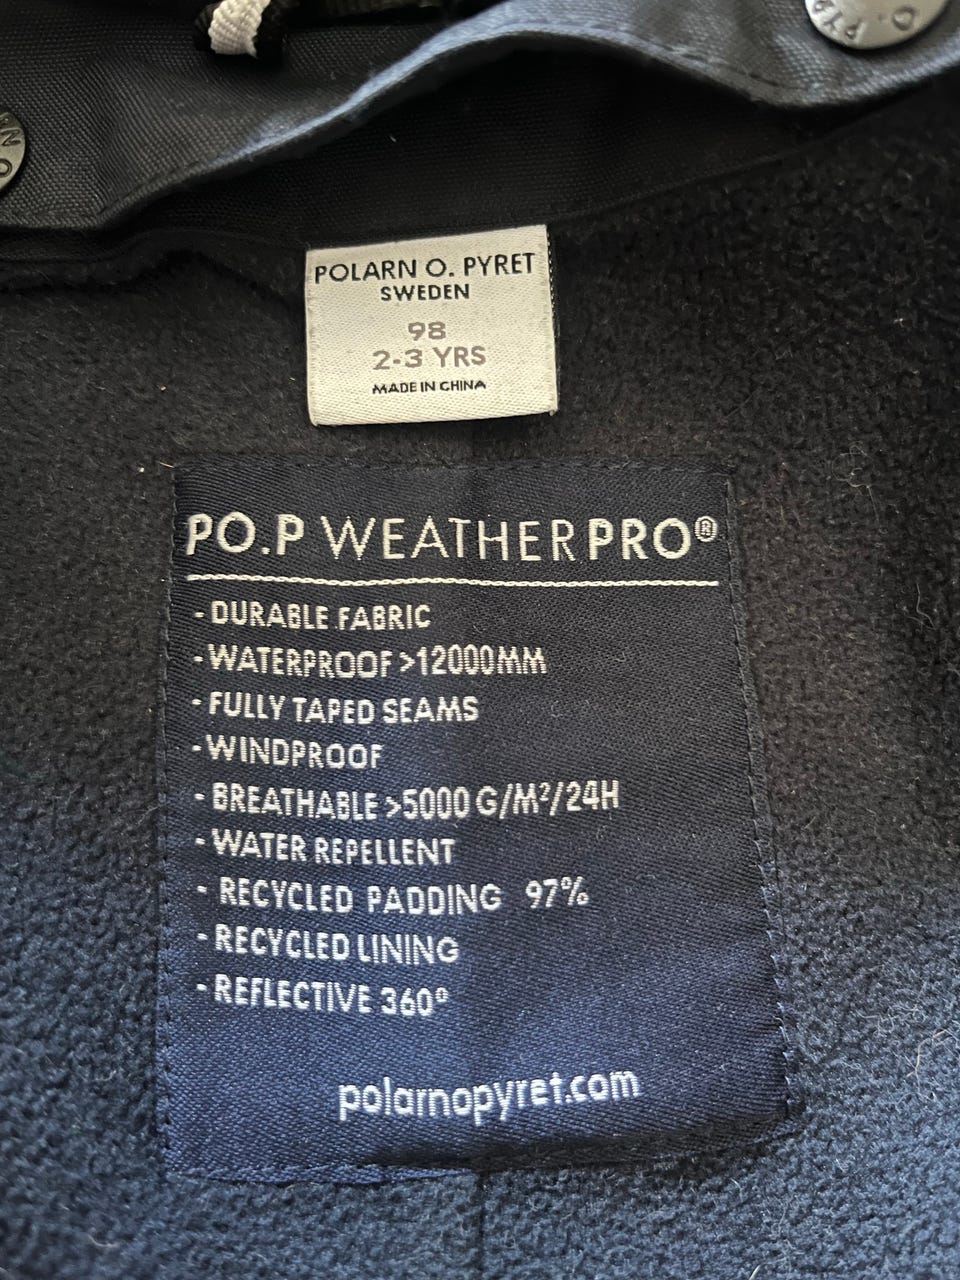 POLARN O. PYRET
SWEDEN
98
2-3 YRS
MADE IN CHINA
PO.P WEATHERPRO®
- DURABLE FABRIC
- WATERPROOF >12000MM
- FULLY TAPED SEAMS
- WINDPROOF
- BREATHABLE >5000 G/M²/24H
- WATER REPELLENT
- RECYCLED PADDING 97%
- RECYCLED LINING
- REFLECTIVE 360°
polarnopyret.com